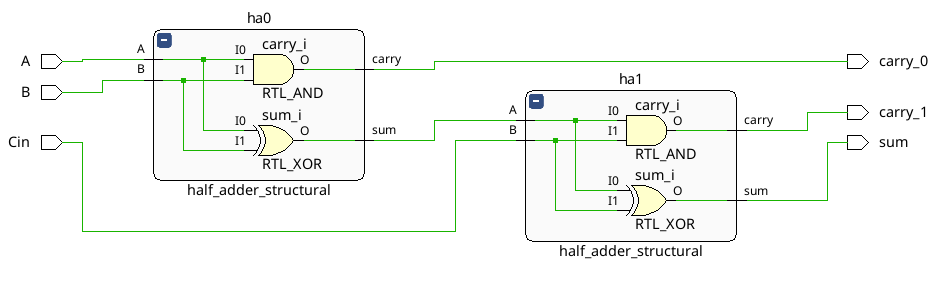 ha0
A
B
Cin
A
B
I0
I1
carry_i
O
RTL_AND
carry
I0
I1
sum_i
O
RTL_XOR
sum
half_adder_structural
ha1
A
B
I0
I1
carry_i
O
RTL_AND
carry
I0
I1
sum_i
O
RTL_XOR
sum
half_adder_structural
carry_0
carry_1
sum